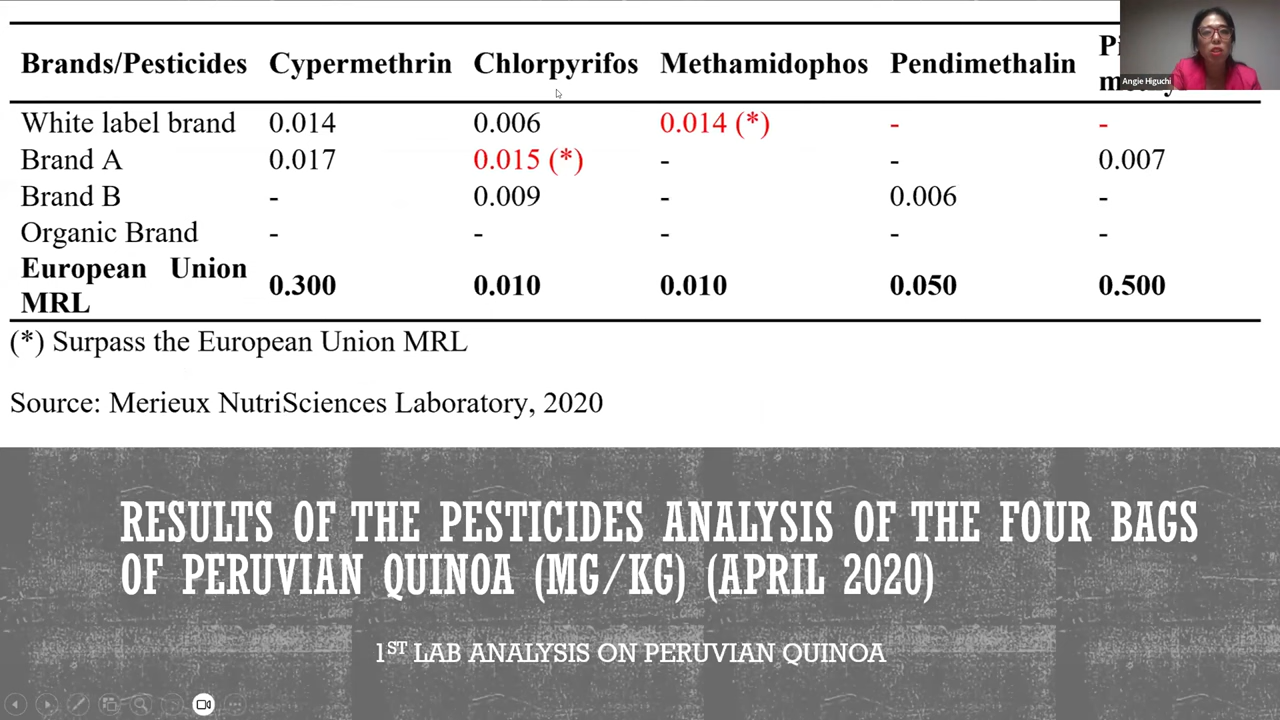 Brands/Pesticides Cypermethrin Chlorpyrifos Methamidophos Pendimethalin
Angie Higuchi
White label brand 0.014 0.006 0.014 (*) - -
Brand A 0.017 0.015 (*) - - 0.007
Brand B - 0.009 - 0.006 -
Organic Brand - - - - -
European Union
MRL 0.300 0.010 0.010 0.050 0.500
(*) Surpass the European Union MRL
Source: Merieux NutriSciences Laboratory, 2020
RESULTS OF THE PESTICIDES ANALYSIS OF THE FOUR BAGS
OF PERUVIAN QUINOA (MG/KG) (APRIL 2020)
1ST LAB ANALYSIS ON PERUVIAN QUINOA